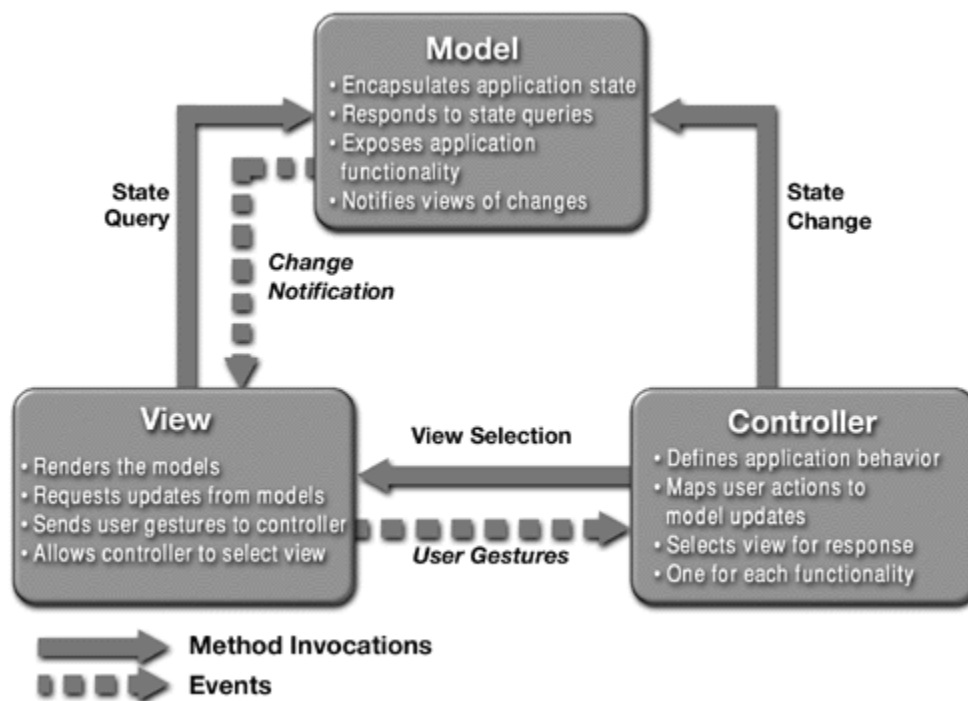 Model
• Encapsulates application state
• Responds to state queries
• Exposes application
functionality
• Notifies views of changes
State
Query
State
Change
Change
Notification
View
• Renders the models
• Requests updates from models
• Sends user gestures to controller
• Allows controller to select view
View Selection
User Gestures
Controller
• Defines application behavior
• Maps user actions to
model updates
• Selects view for response
• One for each functionality
Method Invocations
Events